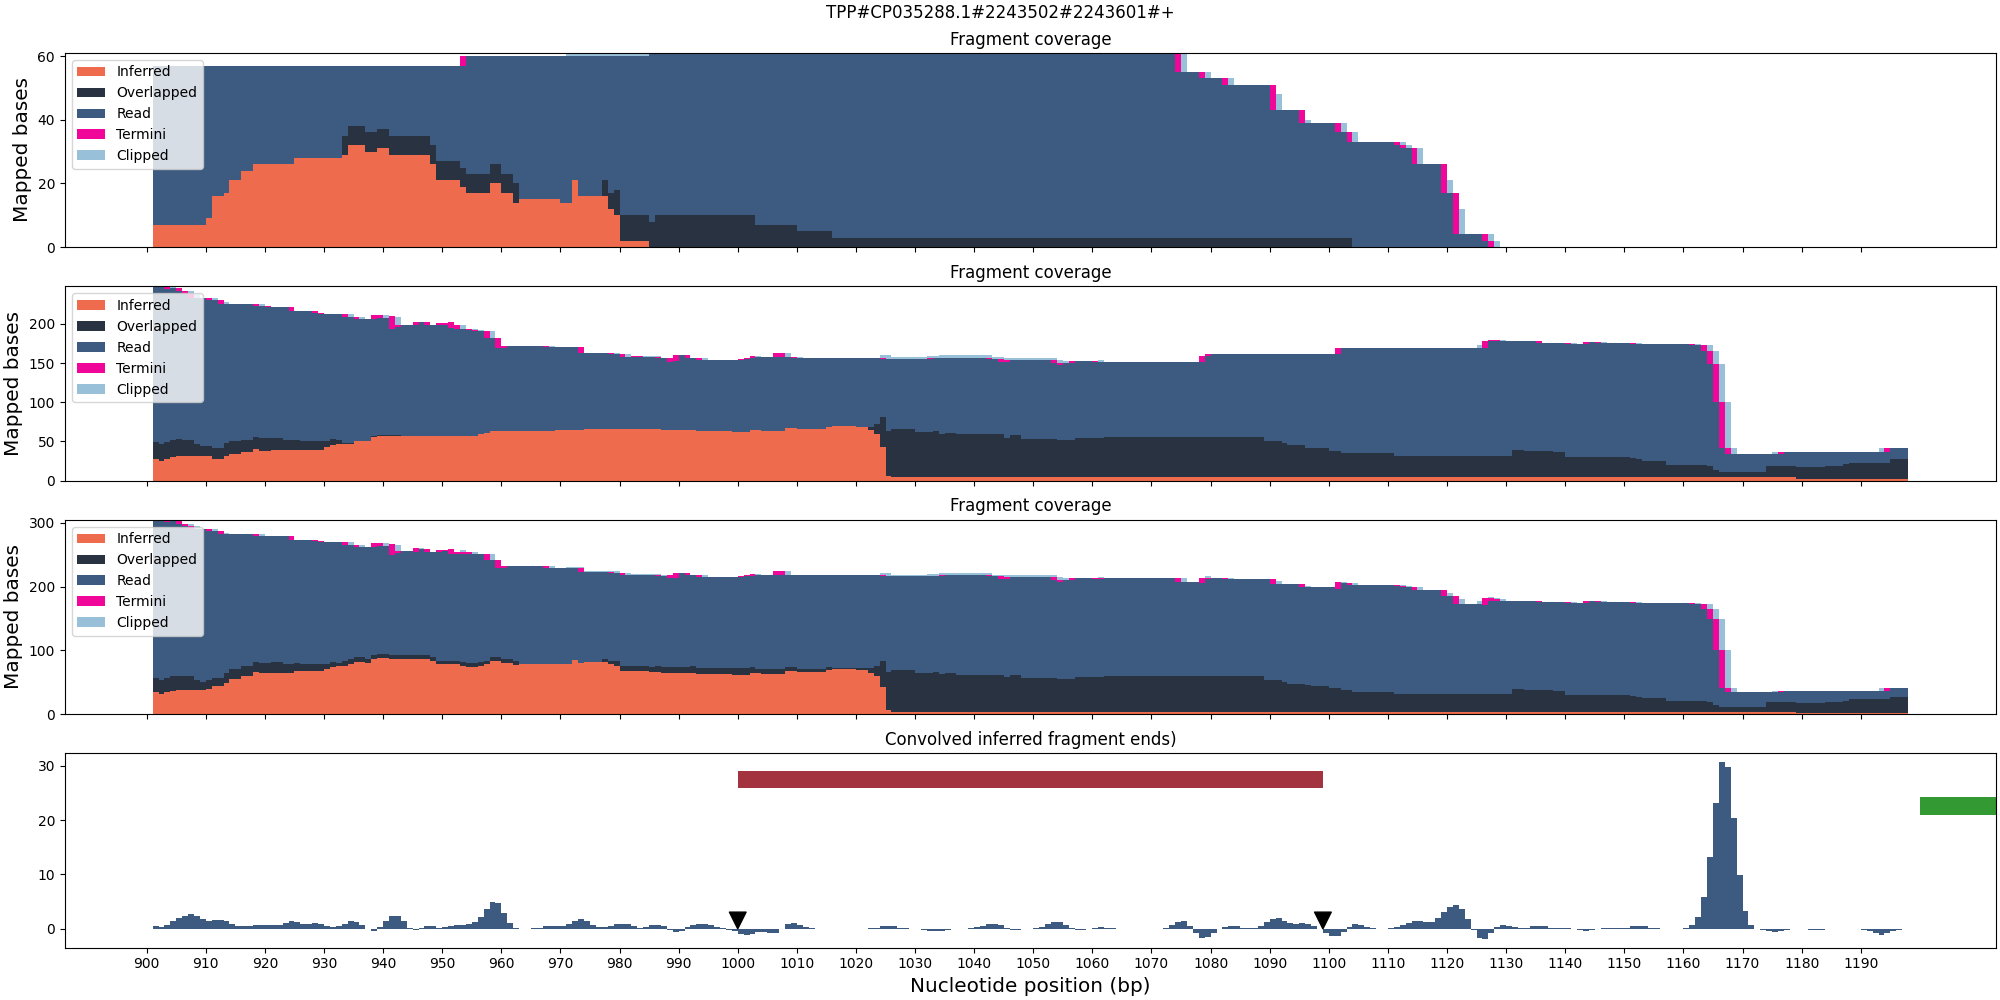 TPP#CP035288.1#2243502#2243601#+
Fragment coverage
Mapped bases
60
40
20
0
Inferred
Overlapped
Read
Termini
Clipped
Fragment coverage
Mapped bases
200
150
100
50
0
Inferred
Overlapped
Read
Termini
Clipped
Fragment coverage
Mapped bases
300
200
100
0
Inferred
Overlapped
Read
Termini
Clipped
Convolved inferred fragment ends)
30
20
10
0
900 910 920 930 940 950 960 970 980 990 1000 1010 1020 1030 1040 1050 1060 1070 1080 1090 1100 1110 1120 1130 1140 1150 1160 1170 1180 1190
Nucleotide position (bp)